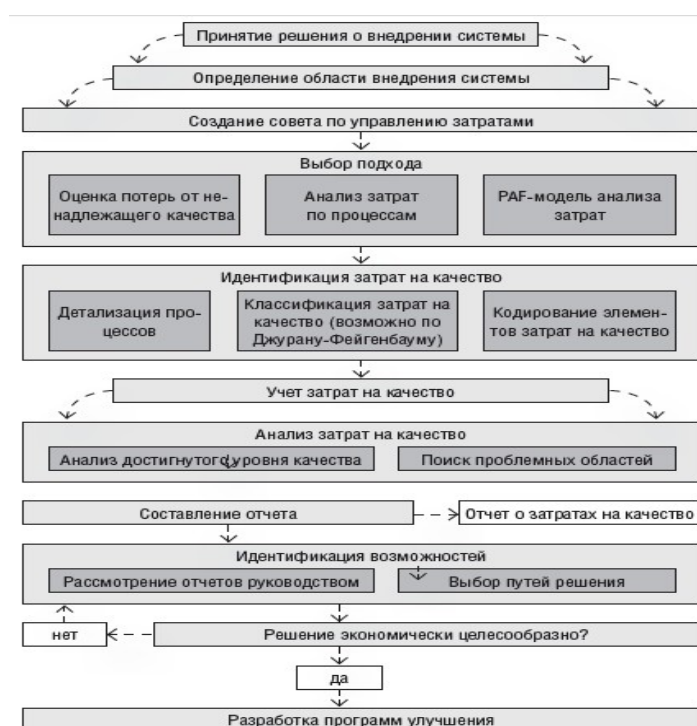 Принятие решения о внедрении системы
Определение области внедрения системы
Создание совета по управлению затратами
Выбор подхода
Оценка потерь от не-
надлежащего качества
Анализ затрат
по процессам
PAF-модель анализа
затрат
Идентификация затрат на качество
Детализация про-
цессов
Классификация затрат на
качество (возможно по
Джурану-Фейгенбауму)
Кодирование элемен-
тов затрат на качество
Учет затрат на качество
Анализ затрат на качество
Анализ достигнутого уровня качества
Поиск проблемных областей
Составление отчета
Отчет о затратах на качество
Идентификация возможностей
Рассмотрение отчетов руководством
Выбор путей решения
нет
Решение экономически целесообразно?
да
Разработка программ улучшения